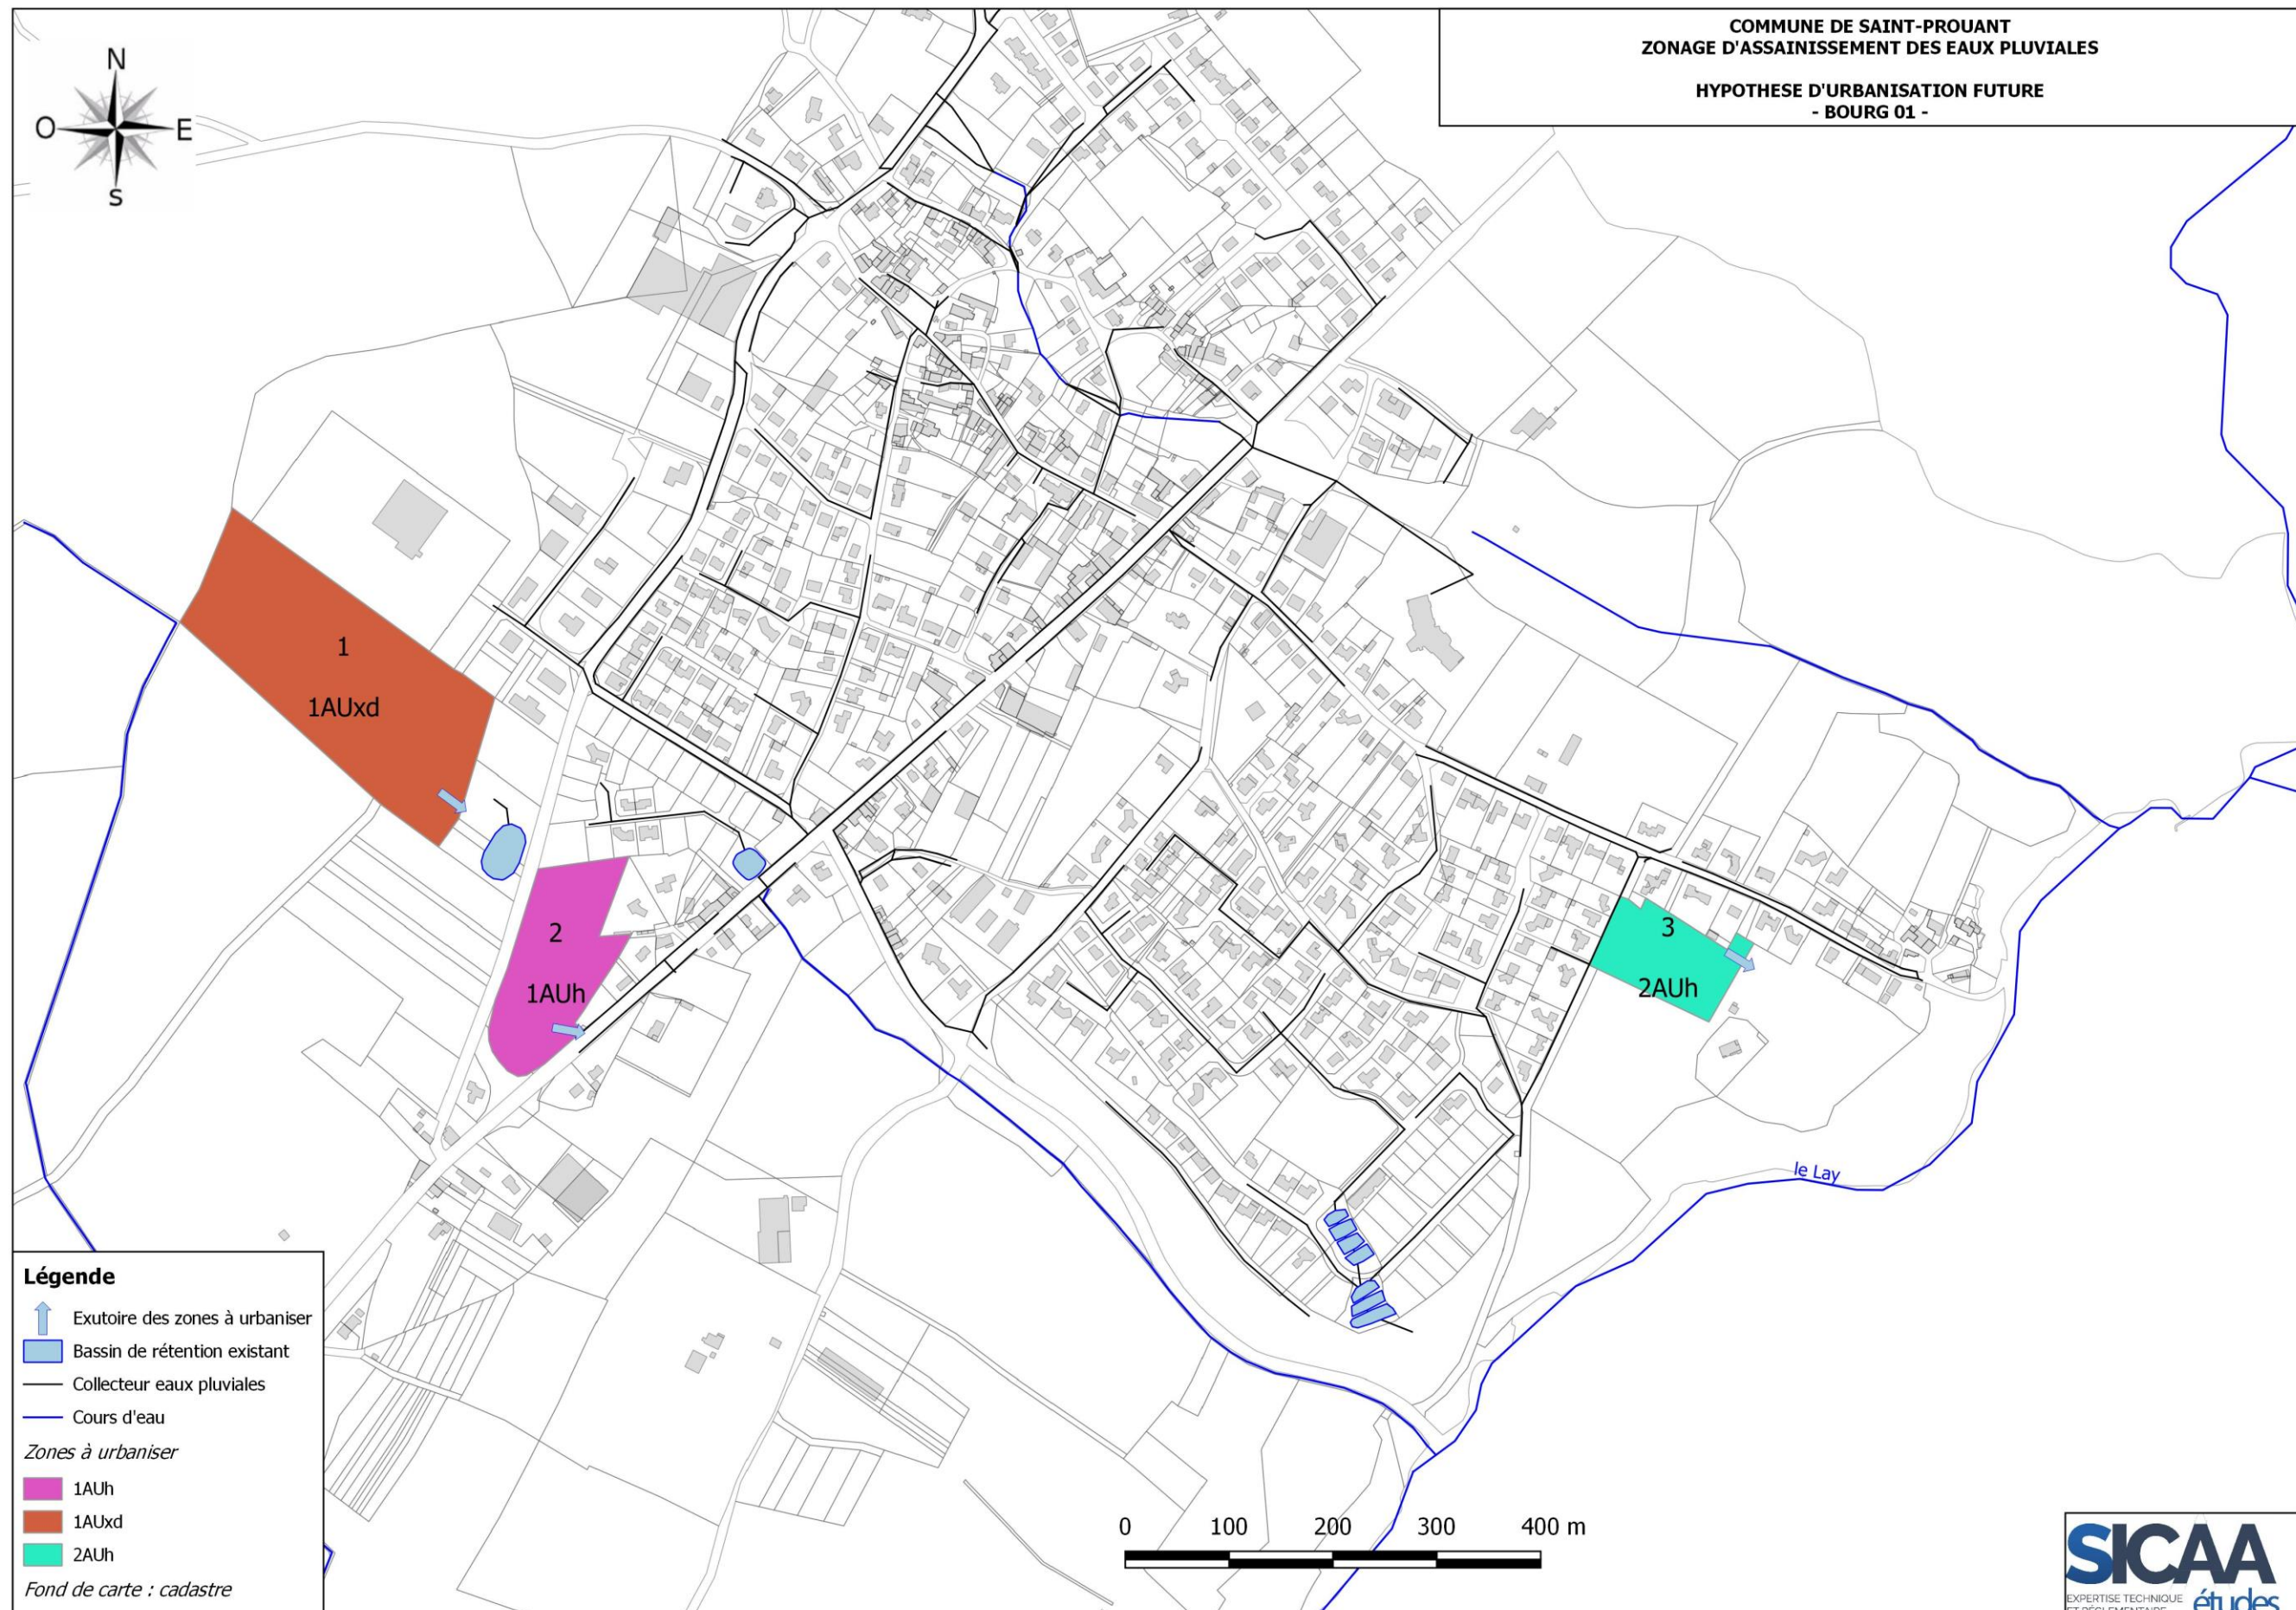 COMMUNE DE SAINT-PROUANT
ZONAGE D'ASSAINISSEMENT DES EAUX PLUVIALES
HYPOTHESE D'URBANISATION FUTURE
- BOURG 01 -
N
O
E
S
1
1AUxd
2
1AUh
3
2AUh
le Lay
Légende
Exutoire des zones à urbaniser
Bassin de rétention existant
Collecteur eaux pluviales
Cours d'eau
Zones à urbaniser
1AUh
1AUxd
2AUh
Fond de carte : cadastre
0 100 200 300 400 m
SICAA
EXPERTISE TECHNIQUE
études